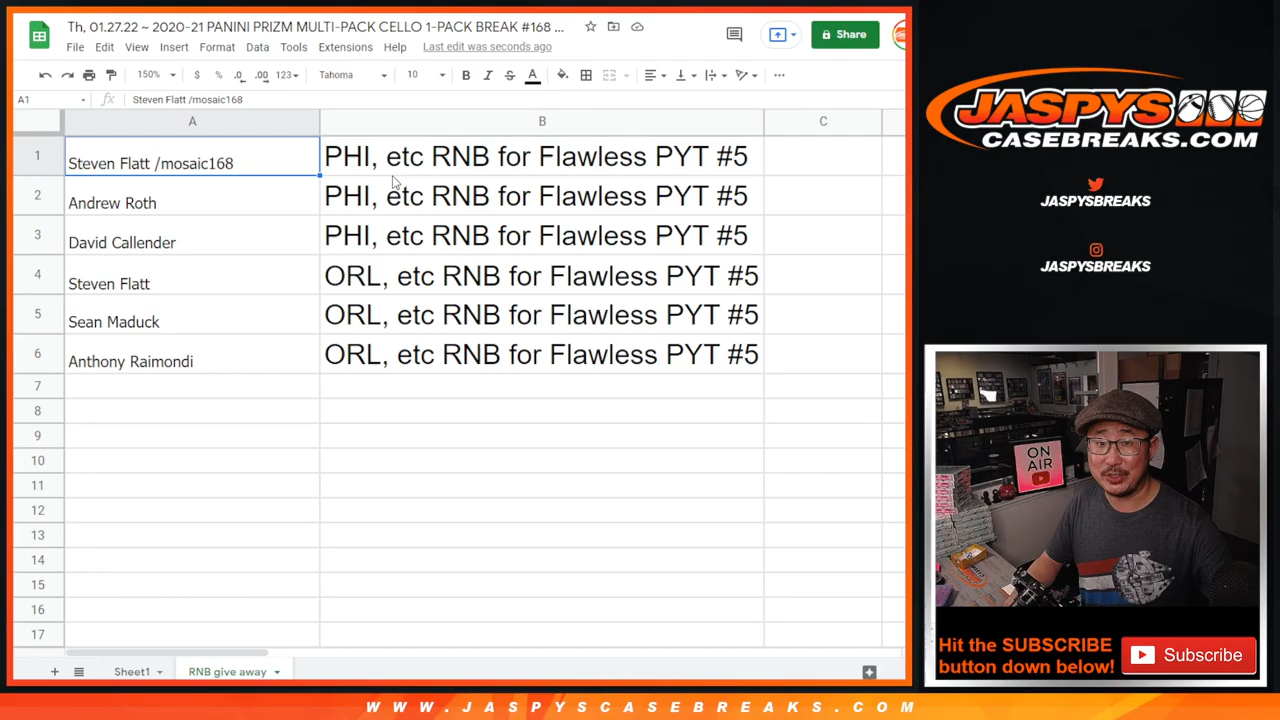 Th, 01.27.22 ~ 2020-21 PANINI PRIZM MULTI-PACK CELLO 1-PACK BREAK #168 ...
File Edit View Insert Format Data Tools Extensions Help Last edit was seconds ago
Share
150% $ % .0 .00 123 Tahoma 10 B I S A
A1 fx Steven Flatt /mosaic168
A B C
1 Steven Flatt /mosaic168 PHI, etc RNB for Flawless PYT #5
2 Andrew Roth PHI, etc RNB for Flawless PYT #5
3 David Callender PHI, etc RNB for Flawless PYT #5
4 Steven Flatt ORL, etc RNB for Flawless PYT #5
5 Sean Maduck ORL, etc RNB for Flawless PYT #5
6 Anthony Raimondi ORL, etc RNB for Flawless PYT #5
7
8
9
10
11
12
13
14
15
16
17
+ Sheet1 RNB give away
JASPYS
CASEBREAKS.COM
JASPYSBREAKS
JASPYSBREAKS
ON
AIR
Hit the SUBSCRIBE
button down below!
Subscribe
WWW.JASPYSCASEBREAKS.COM